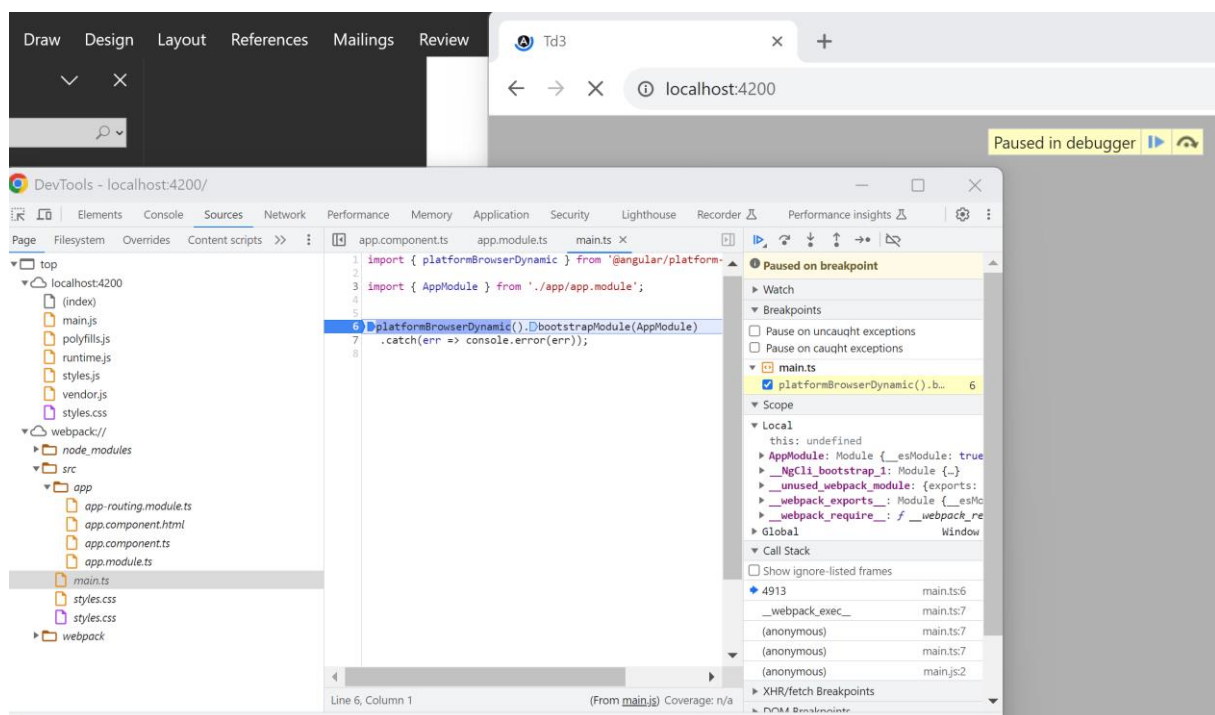 Draw Design Layout References Mailings Review
Td3
localhost:4200
Paused in debugger
DevTools - localhost:4200/
Elements Console Sources Network Performance Memory Application Security Lighthouse Recorder Performance insights
Page Filesystem Overrides Content scripts
top
localhost:4200
(index)
main.js
polyfills.js
runtime.js
styles.js
vendor.js
styles.css
webpack://
node_modules
src
app
app-routing.module.ts
app.component.html
app.component.ts
app.module.ts
main.ts
styles.css
styles.css
webpack
app.component.ts app.module.ts main.ts
1 import { platformBrowserDynamic } from '@angular/platform-
2
3 import { AppModule } from './app/app.module';
4
5
6 platformBrowserDynamic().bootstrapModule(AppModule)
7 .catch(err => console.error(err));
8
Line 6, Column 1 (From main.js) Coverage: n/a
Paused on breakpoint
Watch
Breakpoints
Pause on uncaught exceptions
Pause on caught exceptions
main.ts
platformBrowserDynamic().b… 6
Scope
Local
this: undefined
AppModule: Module {__esModule: true
__NgCli_bootstrap_1: Module {…}
__unused_webpack_module: {exports:
__webpack_exports__: Module {__esMo
__webpack_require__: ƒ __webpack_re
Global Window
Call Stack
Show ignore-listed frames
4913 main.ts:6
__webpack_exec__ main.ts:7
(anonymous) main.ts:7
(anonymous) main.ts:7
(anonymous) main.js:2
XHR/fetch Breakpoints
DOM Breakpoints